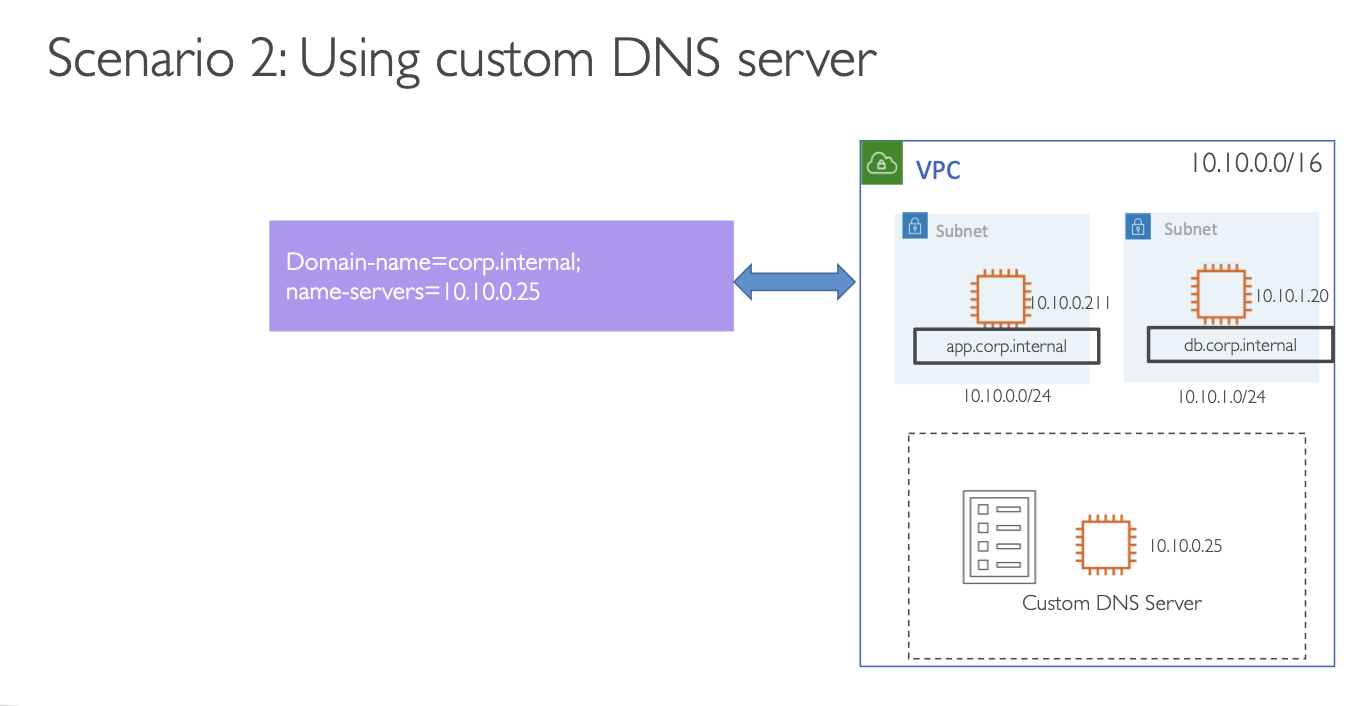 Scenario 2: Using custom DNS server
VPC
10.10.0.0/16
Domain-name=corp.internal;
name-servers=10.10.0.25
Subnet
10.10.0.211
app.corp.internal
10.10.0.0/24
Subnet
10.10.1.20
db.corp.internal
10.10.1.0/24
10.10.0.25
Custom DNS Server